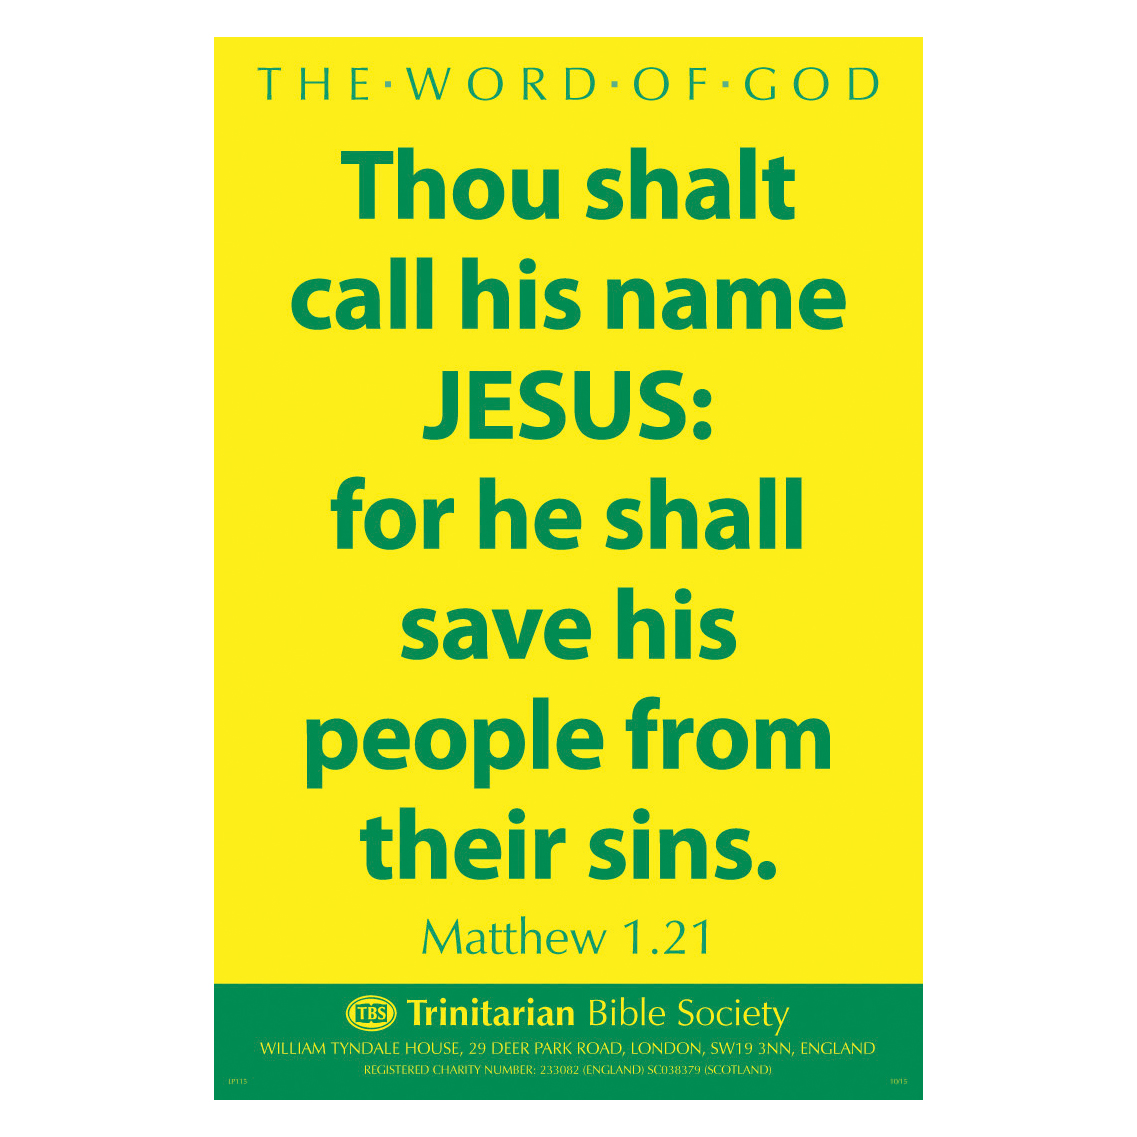 THE·WORD·OF·GOD
Thou shalt
call his name
JESUS:
for he shall
save his
people from
their sins.
Matthew 1.21
TBS Trinitarian Bible Society
WILLIAM TYNDALE HOUSE, 29 DEER PARK ROAD, LONDON, SW19 3NN, ENGLAND
REGISTERED CHARITY NUMBER: 233082 (ENGLAND) SC038379 (SCOTLAND)